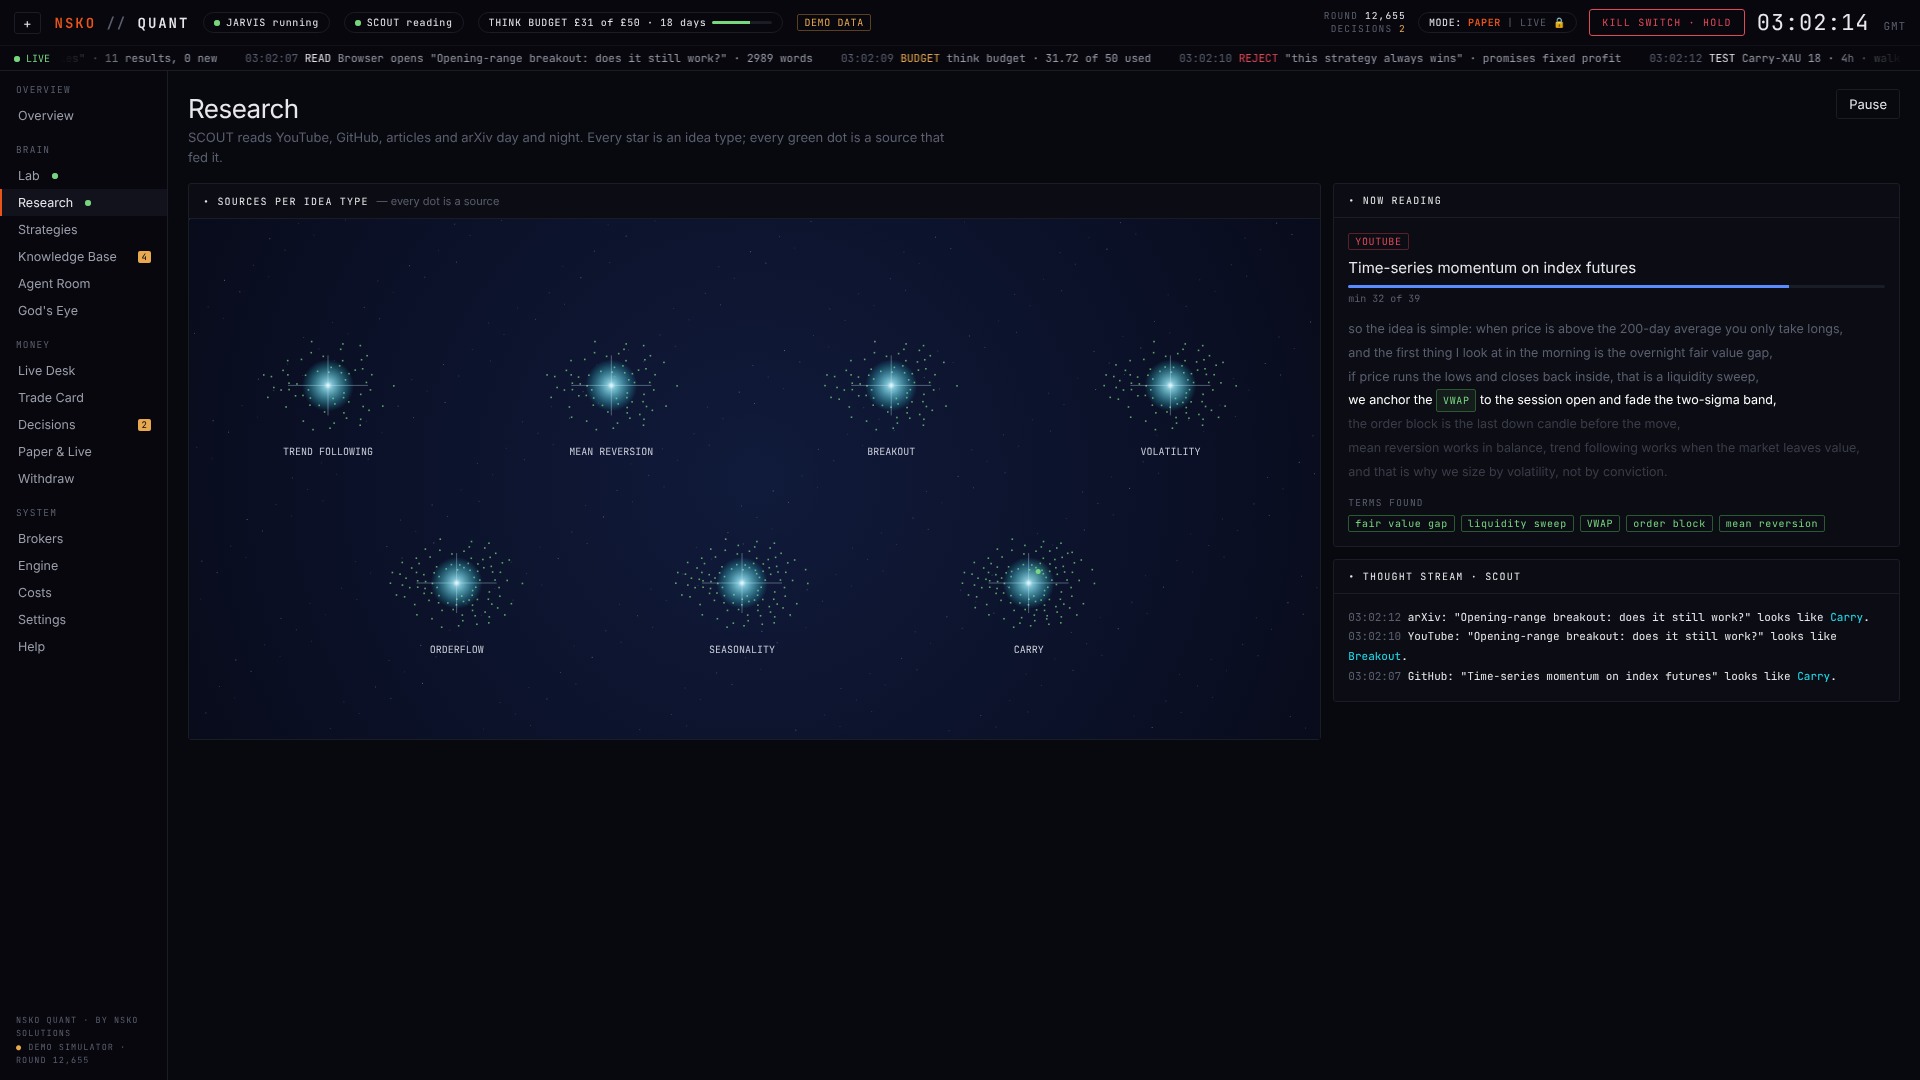 + NSKO // QUANT
JARVIS running
SCOUT reading
THINK BUDGET £31 of £50 · 18 days
DEMO DATA
ROUND 12,655
DECISIONS 2
MODE: PAPER | LIVE 🔒
KILL SWITCH · HOLD
03:02:14 GMT
LIVE
· 11 results, 0 new
03:02:07 READ Browser opens "Opening-range breakout: does it still work?" · 2989 words
03:02:09 BUDGET think budget · 31.72 of 50 used
03:02:10 REJECT "this strategy always wins" · promises fixed profit
03:02:12 TEST Carry-XAU 18 · 4h ·
OVERVIEW
Overview
BRAIN
Lab
Research
Strategies
Knowledge Base 4
Agent Room
God's Eye
MONEY
Live Desk
Trade Card
Decisions 2
Paper & Live
Withdraw
SYSTEM
Brokers
Engine
Costs
Settings
Help
NSKO QUANT · BY NSKO
SOLUTIONS
DEMO SIMULATOR ·
ROUND 12,655
Research
Pause
SCOUT reads YouTube, GitHub, articles and arXiv day and night. Every star is an idea type; every green dot is a source that
fed it.
• SOURCES PER IDEA TYPE — every dot is a source
TREND FOLLOWING
MEAN REVERSION
BREAKOUT
VOLATILITY
ORDERFLOW
SEASONALITY
CARRY
• NOW READING
YOUTUBE
Time-series momentum on index futures
min 32 of 39
so the idea is simple: when price is above the 200-day average you only take longs,
and the first thing I look at in the morning is the overnight fair value gap,
if price runs the lows and closes back inside, that is a liquidity sweep,
we anchor the VWAP to the session open and fade the two-sigma band,
the order block is the last down candle before the move,
mean reversion works in balance, trend following works when the market leaves value,
and that is why we size by volatility, not by conviction.
TERMS FOUND
fair value gap
liquidity sweep
VWAP
order block
mean reversion
• THOUGHT STREAM · SCOUT
03:02:12 arXiv: "Opening-range breakout: does it still work?" looks like Carry.
03:02:10 YouTube: "Opening-range breakout: does it still work?" looks like
Breakout.
03:02:07 GitHub: "Time-series momentum on index futures" looks like Carry.